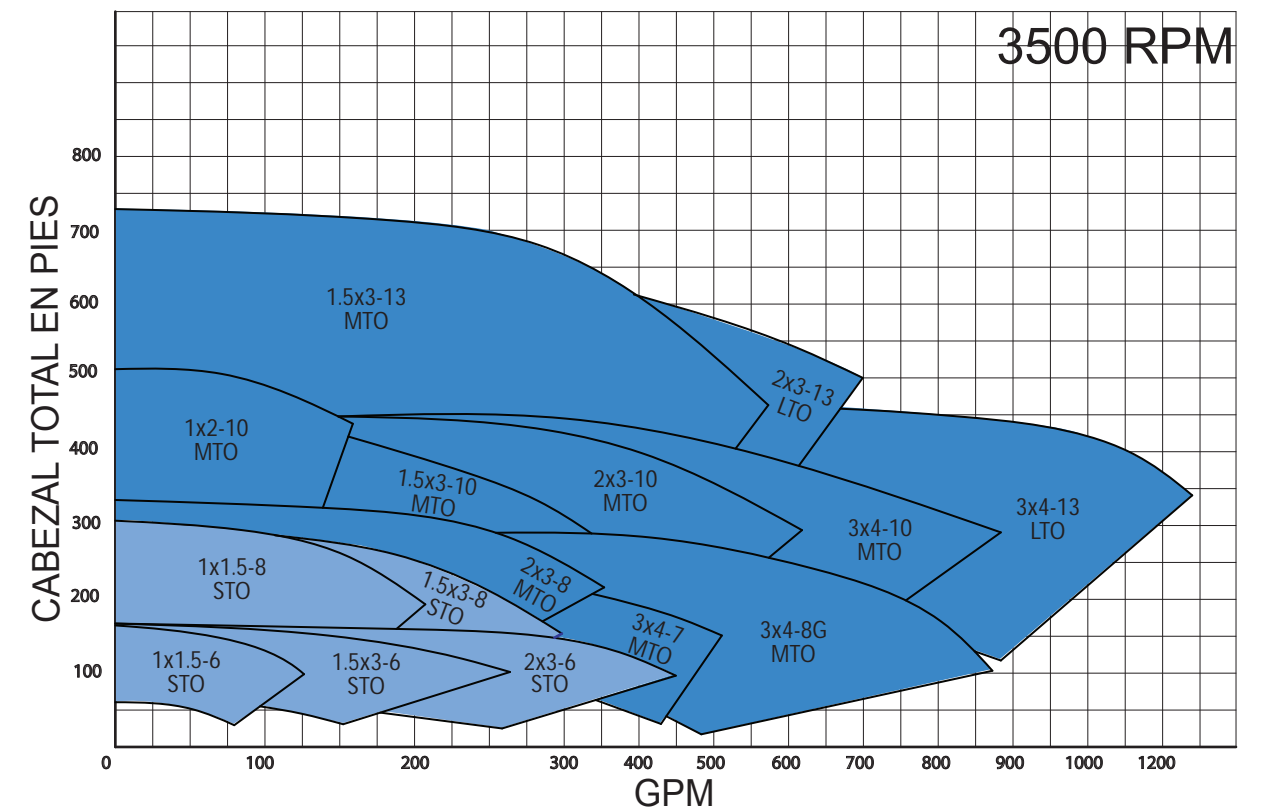 3500 RPM
CABEZAL TOTAL EN PIES
800
700
600
500
400
300
200
100
1.5x3-13
MTO
2x3-13
LTO
1x2-10
MTO
1.5x3-10
MTO
2x3-10
MTO
3x4-10
MTO
3x4-13
LTO
1x1.5-8
STO
1.5x3-8
STO
2x3-8
MTO
3x4-7
MTO
3x4-8G
MTO
1x1.5-6
STO
1.5x3-6
STO
2x3-6
STO
0 100 200 300 400 500 600 700 800 900 1000 1200
GPM